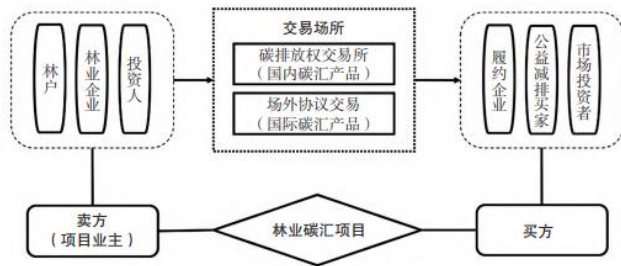 林户
林业企业
投资人
交易场所
碳排放权交易所
（国内碳汇产品）
场外协议交易
（国际碳汇产品）
履约企业
公益减排买家
市场投资者
卖方
（项目业主）
林业碳汇项目
买方